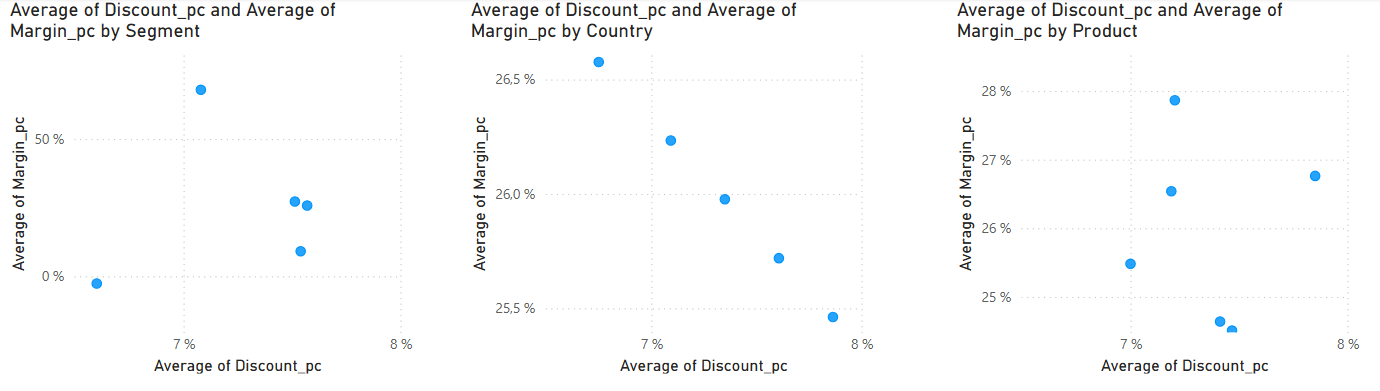 Average of Discount_pc and Average of
Margin_pc by Segment
Average of Margin_pc
50 %
0 %
7 %
8 %
Average of Discount_pc
Average of Discount_pc and Average of
Margin_pc by Country
Average of Margin_pc
26,5 %
26,0 %
25,5 %
7 %
8 %
Average of Discount_pc
Average of Discount_pc and Average of
Margin_pc by Product
Average of Margin_pc
28 %
27 %
26 %
25 %
7 %
8 %
Average of Discount_pc